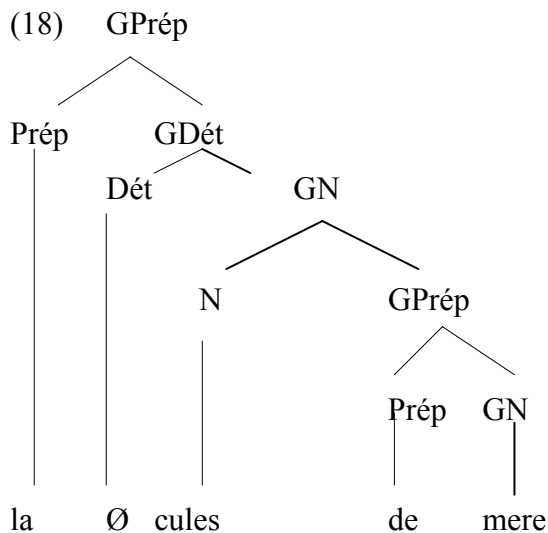 (18) GPrép
Prép GDét
Dét GN
N GPrép
Prép GN
la Ø cules de mere